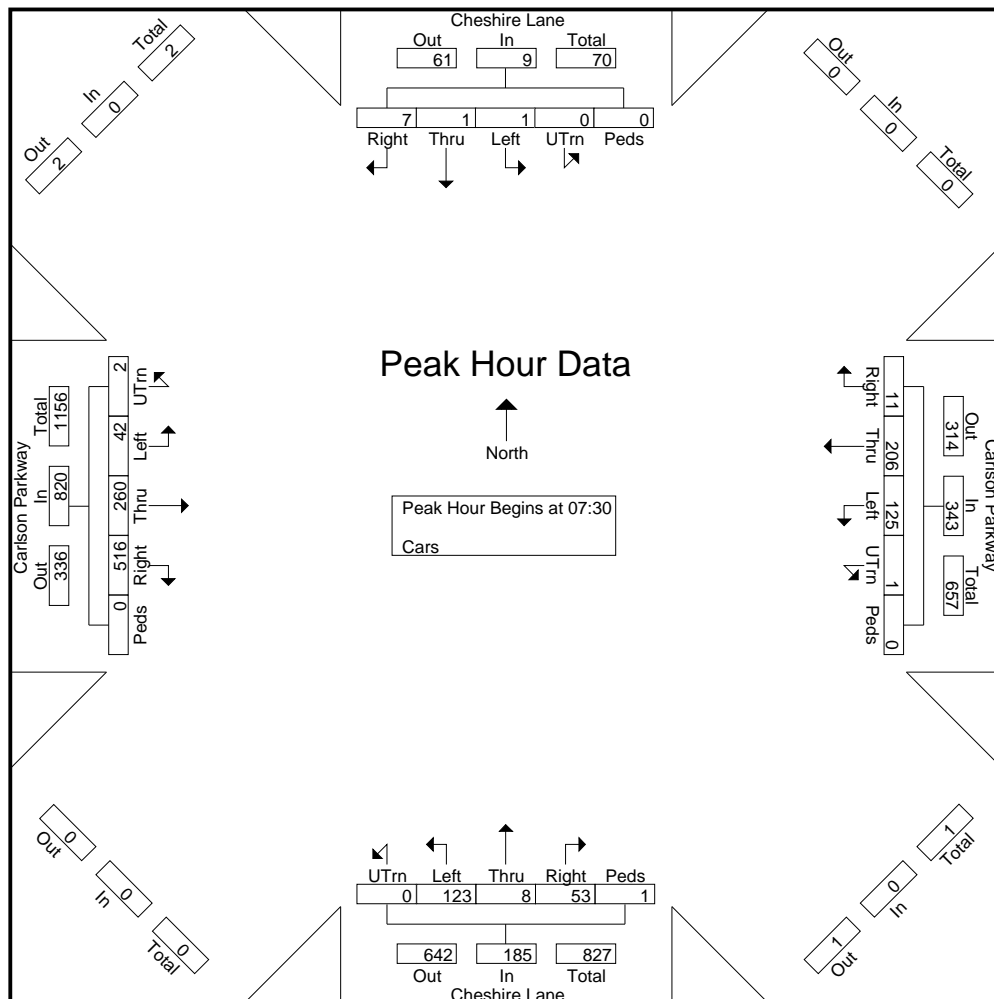 Cheshire Lane
Out In Total
61 9 70
7 1 1 0 0
Right Thru Left UTrn Peds
Total
2
In
0
Out
2
Out
0
In
0
Total
0
Peak Hour Data
North
Peak Hour Begins at 07:30
Cars
Carlson Parkway
Out In Total
336 820 1156
0 516 260 42 2
Peds Right Thru Left UTrn
Carlson Parkway
Out In Total
314 343 657
11 206 125 1 0
Right Thru Left UTrn Peds
0
Out
0
In
0
Total
1
Total
0
In
1
Out
UTrn Left Thru Right Peds
0 123 8 53 1
642 185 827
Out In Total
Cheshire Lane